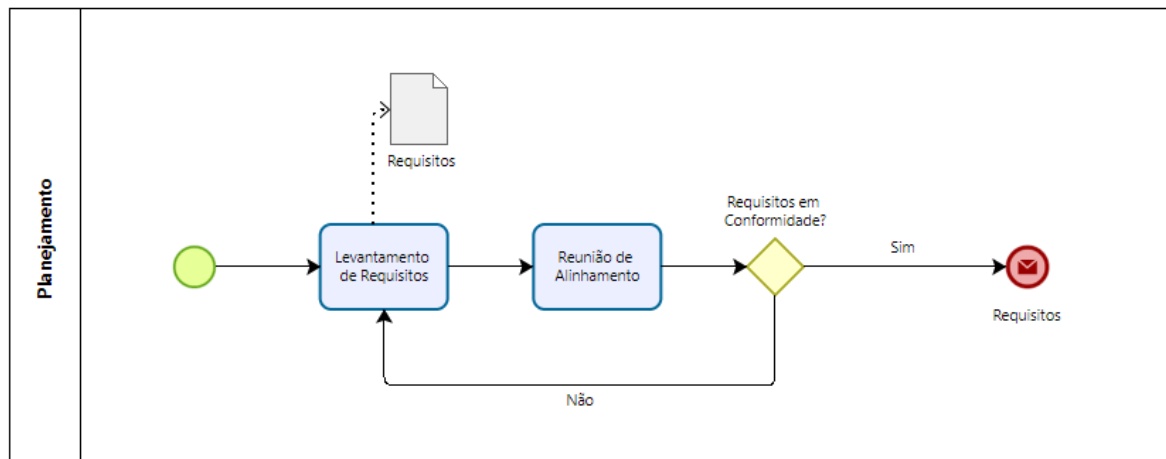 Planejamento
Requisitos
Levantamento
de Requisitos
Reunião de
Alinhamento
Requisitos em
Conformidade?
Sim
Requisitos
Não